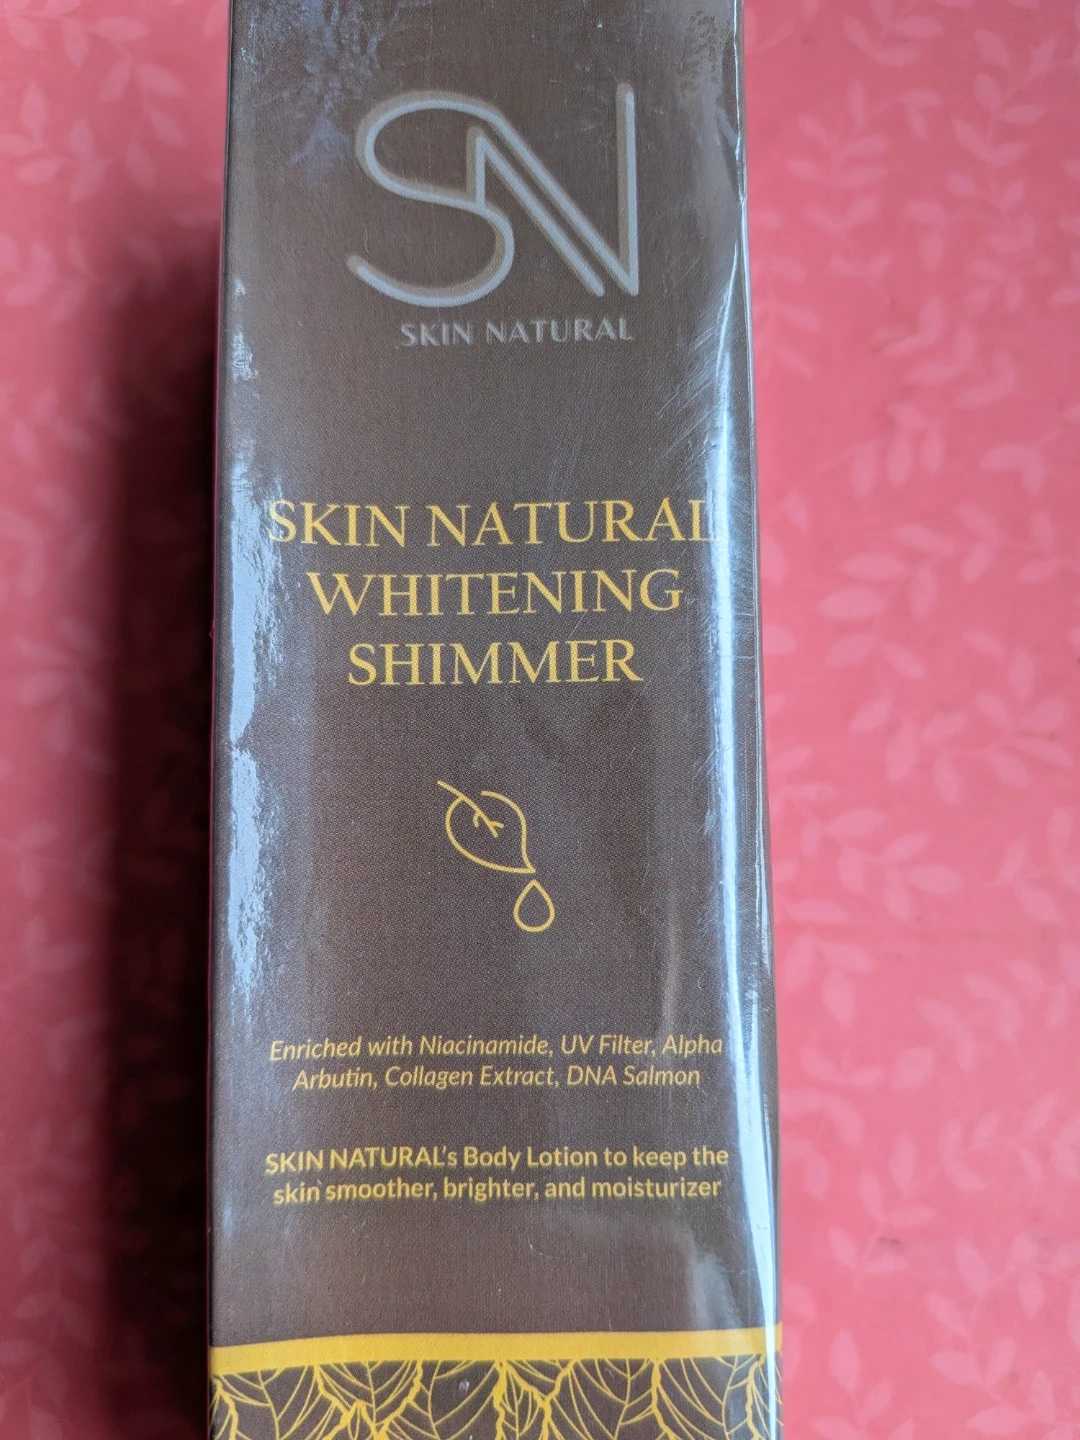 SN
SKIN NATURAL
SKIN NATURAL
WHITENING
SHIMMER
Enriched with Niacinamide, UV Filter, Alpha
Arbutin, Collagen Extract, DNA Salmon
SKIN NATURAL's Body Lotion to keep the
skin smoother, brighter, and moisturizer